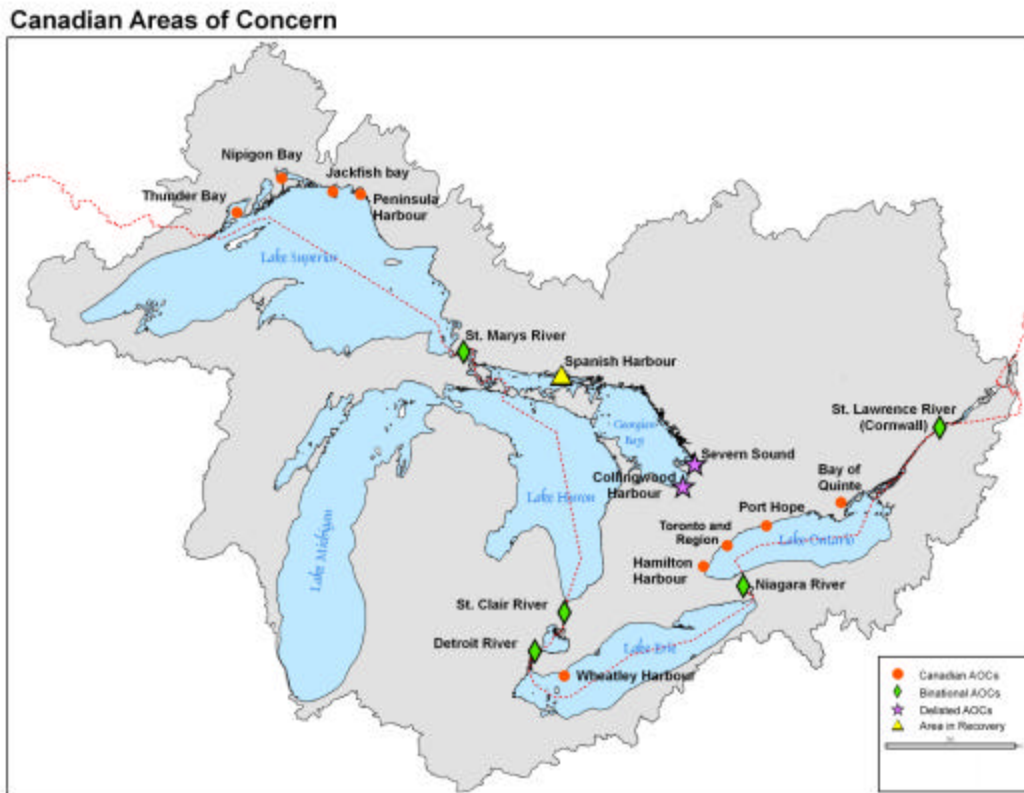 Canadian Areas of Concern
Nipigon Bay
Jackfish bay
Thunder Bay
Peninsula
Harbour
Lake Superior
St. Marys River
Spanish Harbour
St. Lawrence River
(Cornwall)
Georgian
Bay
Severn Sound
Collingwood
Harbour
Bay of
Quinte
Lake Huron
Port Hope
Toronto and
Region
Lake Ontario
Lake Michigan
Hamilton
Harbour
Niagara River
St. Clair River
Detroit River
Lake Erie
Wheatley Harbour
Canadian AOCs
Binational AOCs
Delisted AOCs
Area in Recovery